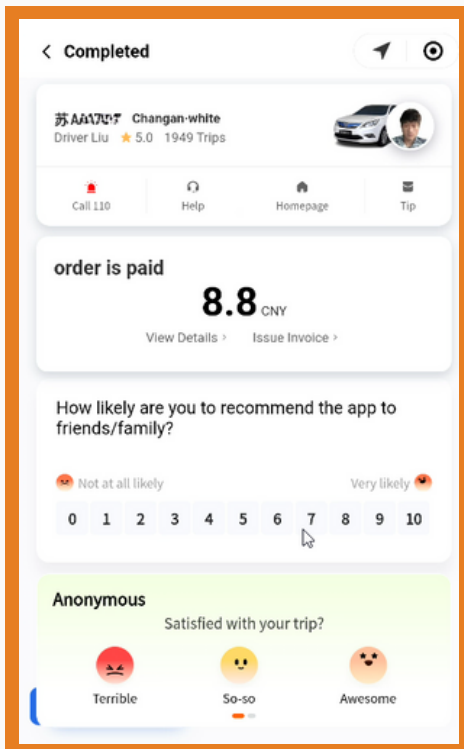 Completed
苏 Changan·white
Driver Liu 5.0 1949 Trips
Call 110 Help Homepage Tip
order is paid
8.8 CNY
View Details > Issue Invoice >
How likely are you to recommend the app to
friends/family?
Not at all likely Very likely
0 1 2 3 4 5 6 7 8 9 10
Anonymous
Satisfied with your trip?
Terrible So-so Awesome